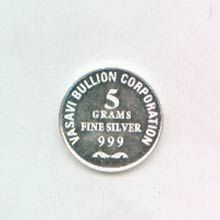 VASAVI BULLION CORPORATION
5
GRAMS
FINE SILVER
999